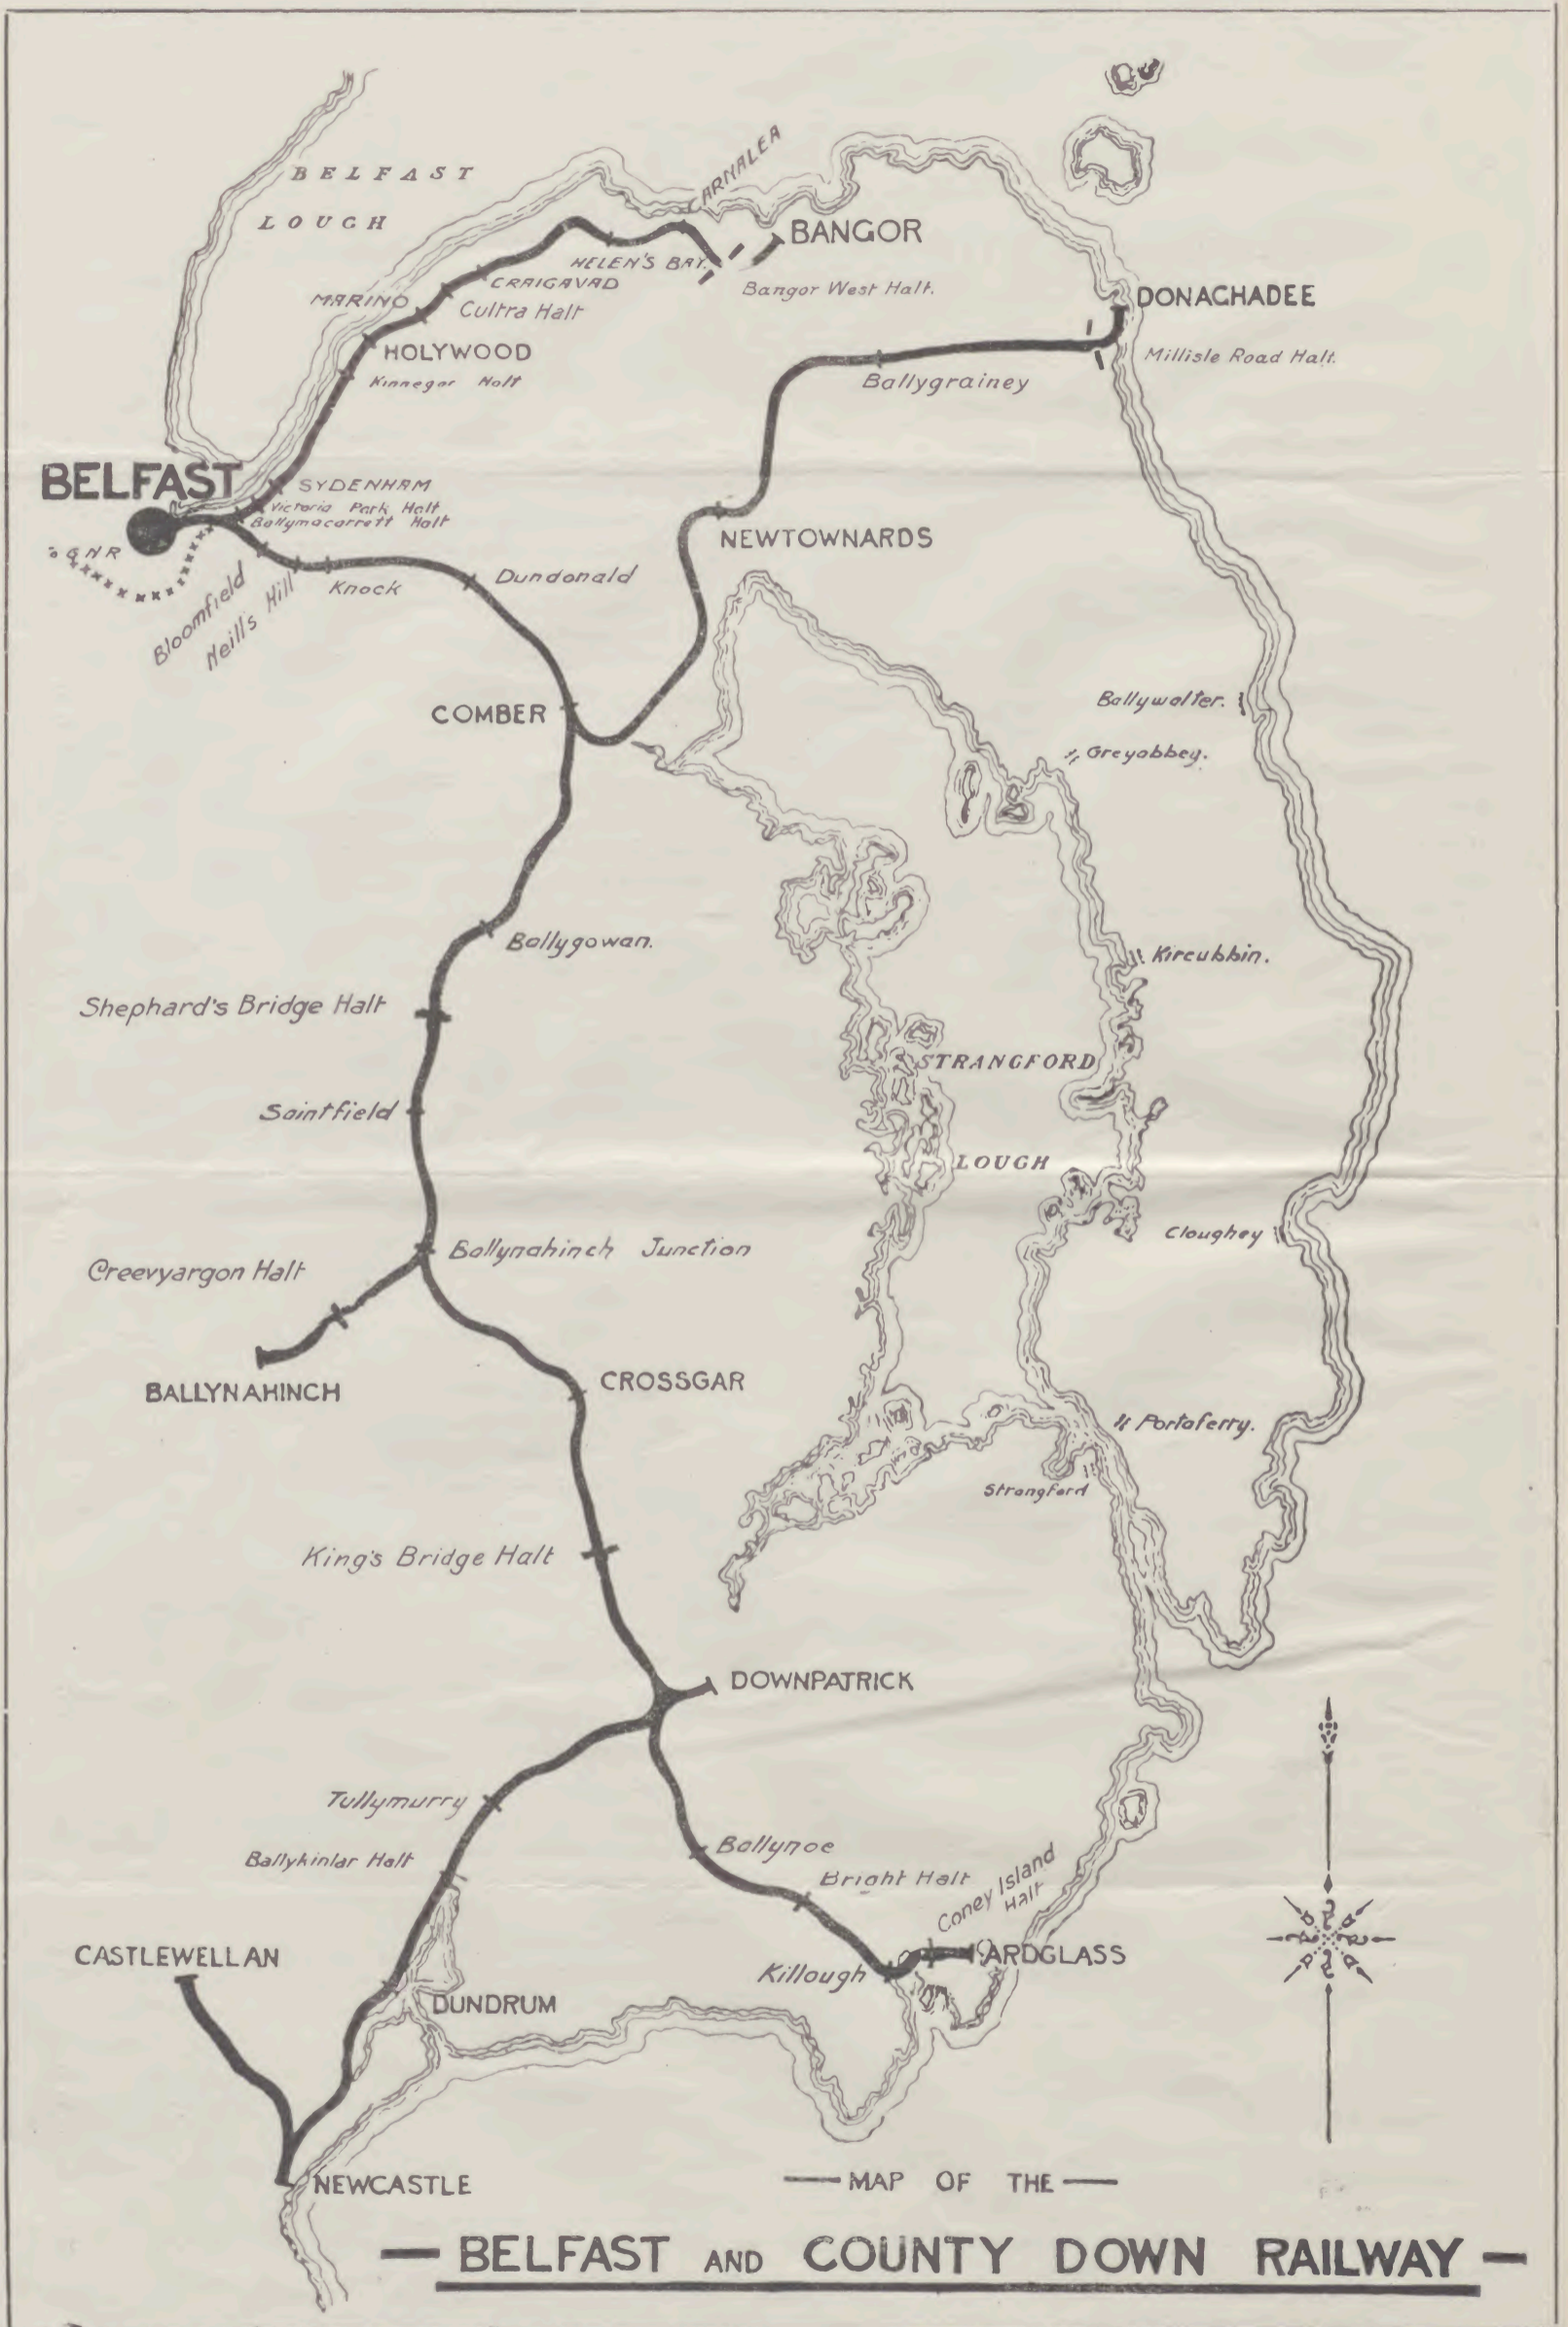 BELFAST
LOUGH
CARNALEA
BANGOR
HELEN'S BAY.
CRAIGAVAD
Bangor West Halt.
MARINO
Cultra Halt
DONAGHADEE
HOLYWOOD
Millisle Road Halt.
Kinnegar Halt
Ballygrainey
BELFAST
SYDENHAM
Victoria Park Halt
Ballymacarrett Halt
NEWTOWNARDS
GNR
Bloomfield
Neill's Hill
Knock
Dundonald
COMBER
Ballywalter.
Greyabbey.
Ballygowan.
Kircubbin.
Shephard's Bridge Halt
STRANGFORD
Saintfield
LOUGH
Cloughey
Ballynahinch Junction
Creevyargon Halt
BALLYNAHINCH
CROSSGAR
Portaferry.
Strangford
King's Bridge Halt
DOWNPATRICK
Tullymurry
Ballynoe
Ballykinlar Halt
Bright Halt
Coney Island
Halt
CASTLEWELLAN
ARDGLASS
Killough
DUNDRUM
NEWCASTLE
— MAP OF THE —
— BELFAST AND COUNTY DOWN RAILWAY —